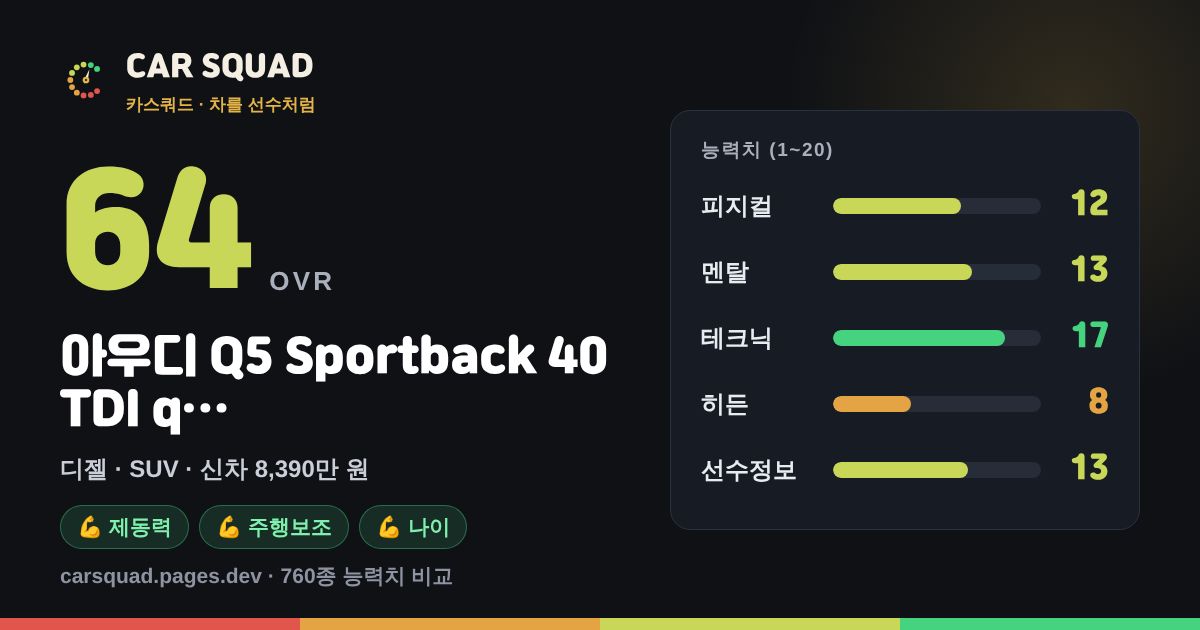 CAR SQUAD
카스쿼드 · 차를 선수처럼
64 OVR
아우디 Q5 Sportback 40
TDI q···
디젤 · SUV · 신차 8,390만 원
💪 제동력 💪 주행보조 💪 나이
carsquad.pages.dev · 760종 능력치 비교
능력치 (1~20)
피지컬 12
멘탈 13
테크닉 17
히든 8
선수정보 13